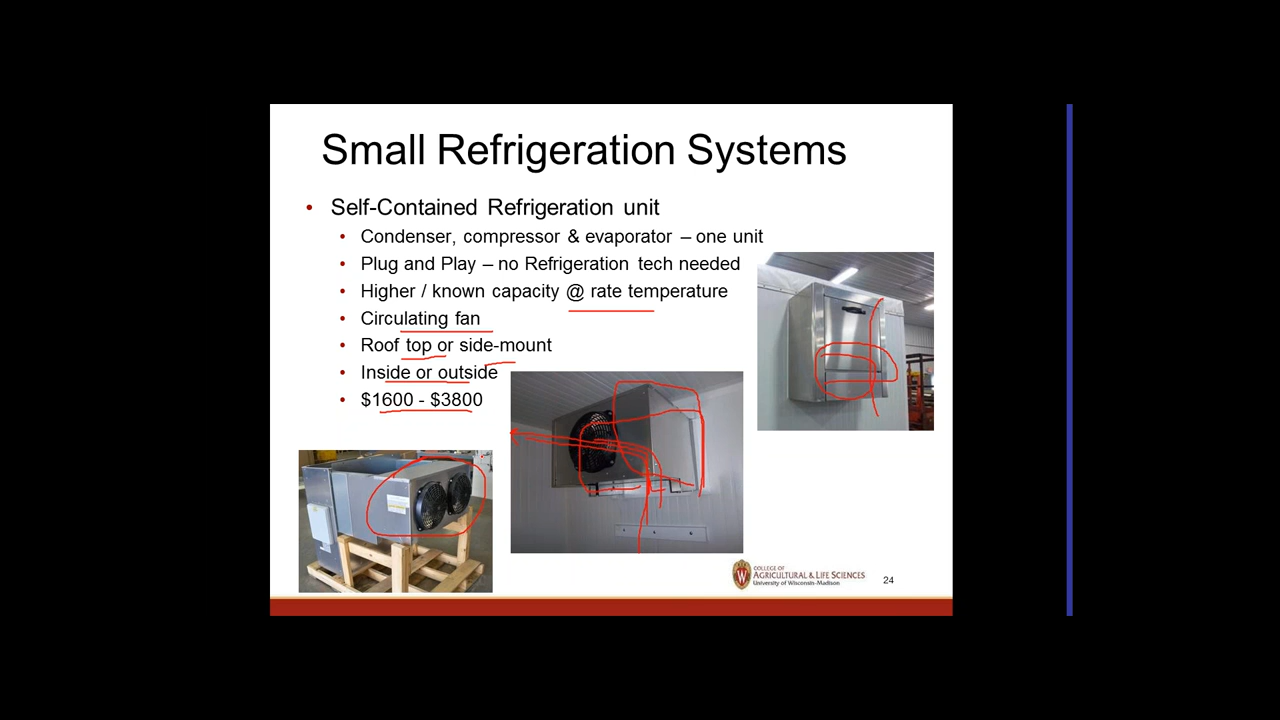 Small Refrigeration Systems
• Self-Contained Refrigeration unit
• Condenser, compressor & evaporator – one unit
• Plug and Play – no Refrigeration tech needed
• Higher / known capacity @ rate temperature
• Circulating fan
• Roof top or side-mount
• Inside or outside
• $1600 - $3800
COLLEGE OF
AGRICULTURAL & LIFE SCIENCES
University of Wisconsin-Madison
24